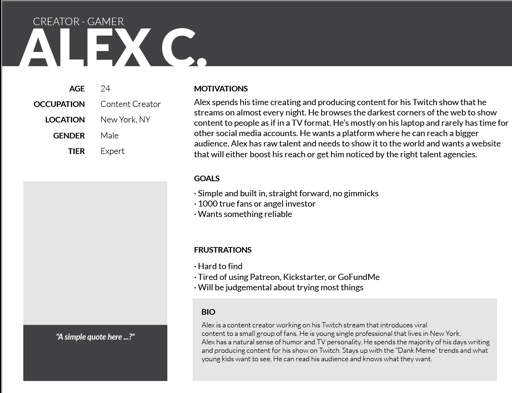 CREATOR - GAMER
ALEX C.
AGE 24
OCCUPATION Content Creator
LOCATION New York, NY
GENDER Male
TIER Expert
"A simple quote here ...?"
MOTIVATIONS
Alex spends his time creating and producing content for his Twitch show that he
streams on almost every night. He browses the darkest corners of the web to show
content to people as if in a TV format. He's mostly on his laptop and rarely has time for
other social media accounts. He wants a platform where he can reach a bigger
audience. Alex has raw talent and needs to show it to the world and wants a website
that will either boost his reach or get him noticed by the right talent agencies.
GOALS
· Simple and built in, straight forward, no gimmicks
· 1000 true fans or angel investor
· Wants something reliable
FRUSTRATIONS
· Hard to find
· Tired of using Patreon, Kickstarter, or GoFundMe
· Will be judgemental about trying most things
BIO
Alex is a content creator working on his Twitch stream that introduces viral
content to a small group of fans. He is young single professional that lives in New York.
Alex has a natural sense of humor and TV personality. He spends the majority of his days writing
and producing content for his show on Twitch. Stays up with the "Dank Meme" trends and what
young kids want to see. He can read his audience and knows what they want.